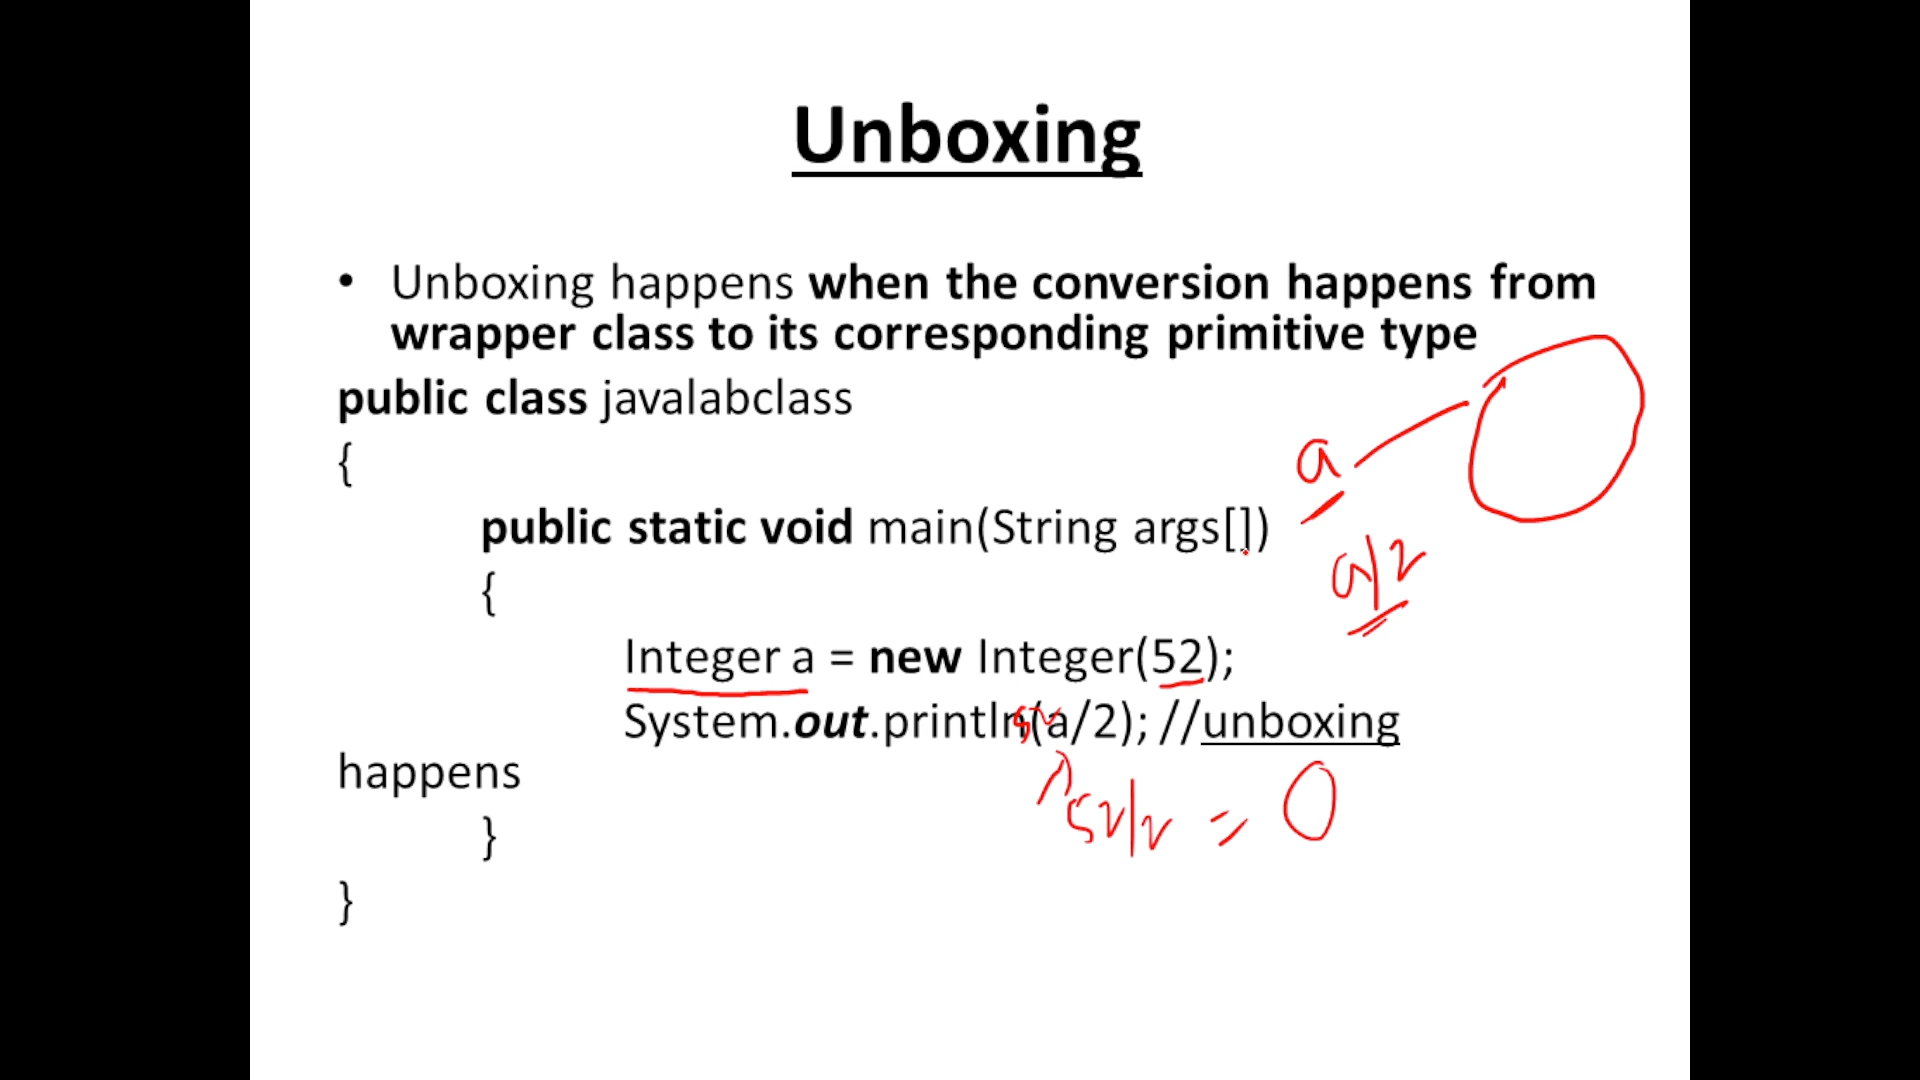 Unboxing
• Unboxing happens when the conversion happens from
wrapper class to its corresponding primitive type
public class javalabclass
{
a
public static void main(String args[])
a/2
{
Integer a = new Integer(52);
52
System.out.println(a/2); //unboxing
happens
52/2 = 0
}
}